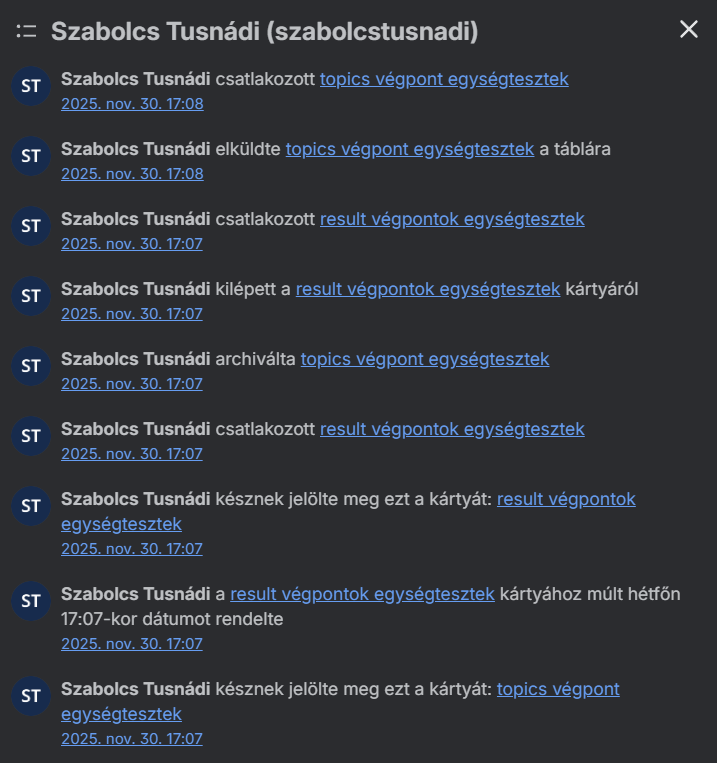 Szabolcs Tusnádi (szabolcstusnadi)
ST
Szabolcs Tusnádi csatlakozott topics végpont egységtesztek
2025. nov. 30. 17:08
ST
Szabolcs Tusnádi elküldte topics végpont egységtesztek a táblára
2025. nov. 30. 17:08
ST
Szabolcs Tusnádi csatlakozott result végpontok egységtesztek
2025. nov. 30. 17:07
ST
Szabolcs Tusnádi kilépett a result végpontok egységtesztek kártyáról
2025. nov. 30. 17:07
ST
Szabolcs Tusnádi archiválta topics végpont egységtesztek
2025. nov. 30. 17:07
ST
Szabolcs Tusnádi csatlakozott result végpontok egységtesztek
2025. nov. 30. 17:07
ST
Szabolcs Tusnádi késznek jelölte meg ezt a kártyát: result végpontok
egységtesztek
2025. nov. 30. 17:07
ST
Szabolcs Tusnádi a result végpontok egységtesztek kártyához múlt hétfőn
17:07-kor dátumot rendelte
2025. nov. 30. 17:07
ST
Szabolcs Tusnádi késznek jelölte meg ezt a kártyát: topics végpont
egységtesztek
2025. nov. 30. 17:07